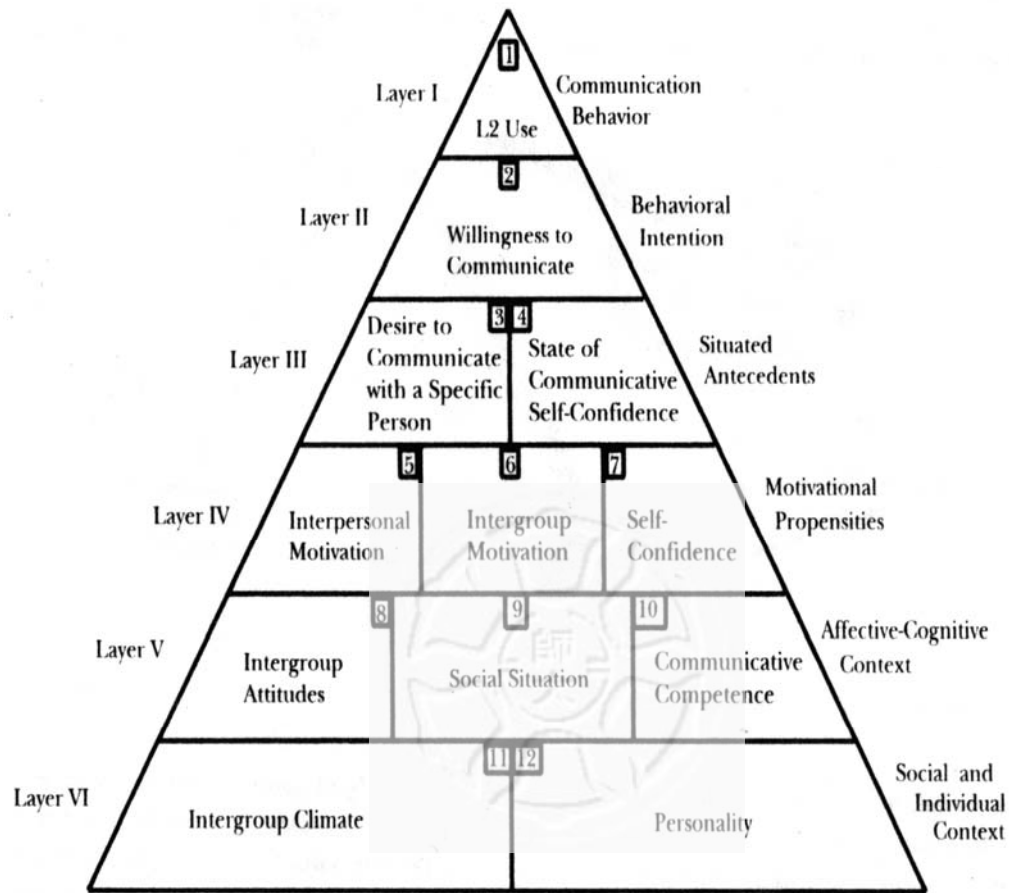 1
Layer I
Communication
Behavior
L2 Use
2
Layer II
Behavioral
Intention
Willingness to
Communicate
3 4
Layer III
Desire to
Communicate
with a Specific
Person
State of
Communicative
Self-Confidence
Situated
Antecedents
5 6 7
Layer IV
Interpersonal
Motivation
Intergroup
Motivation
Self-
Confidence
Motivational
Propensities
8 9 10
Layer V
Intergroup
Attitudes
Social Situation
Communicative
Competence
Affective-Cognitive
Context
師
大
11 12
Layer VI
Intergroup Climate
Personality
Social and
Individual
Context